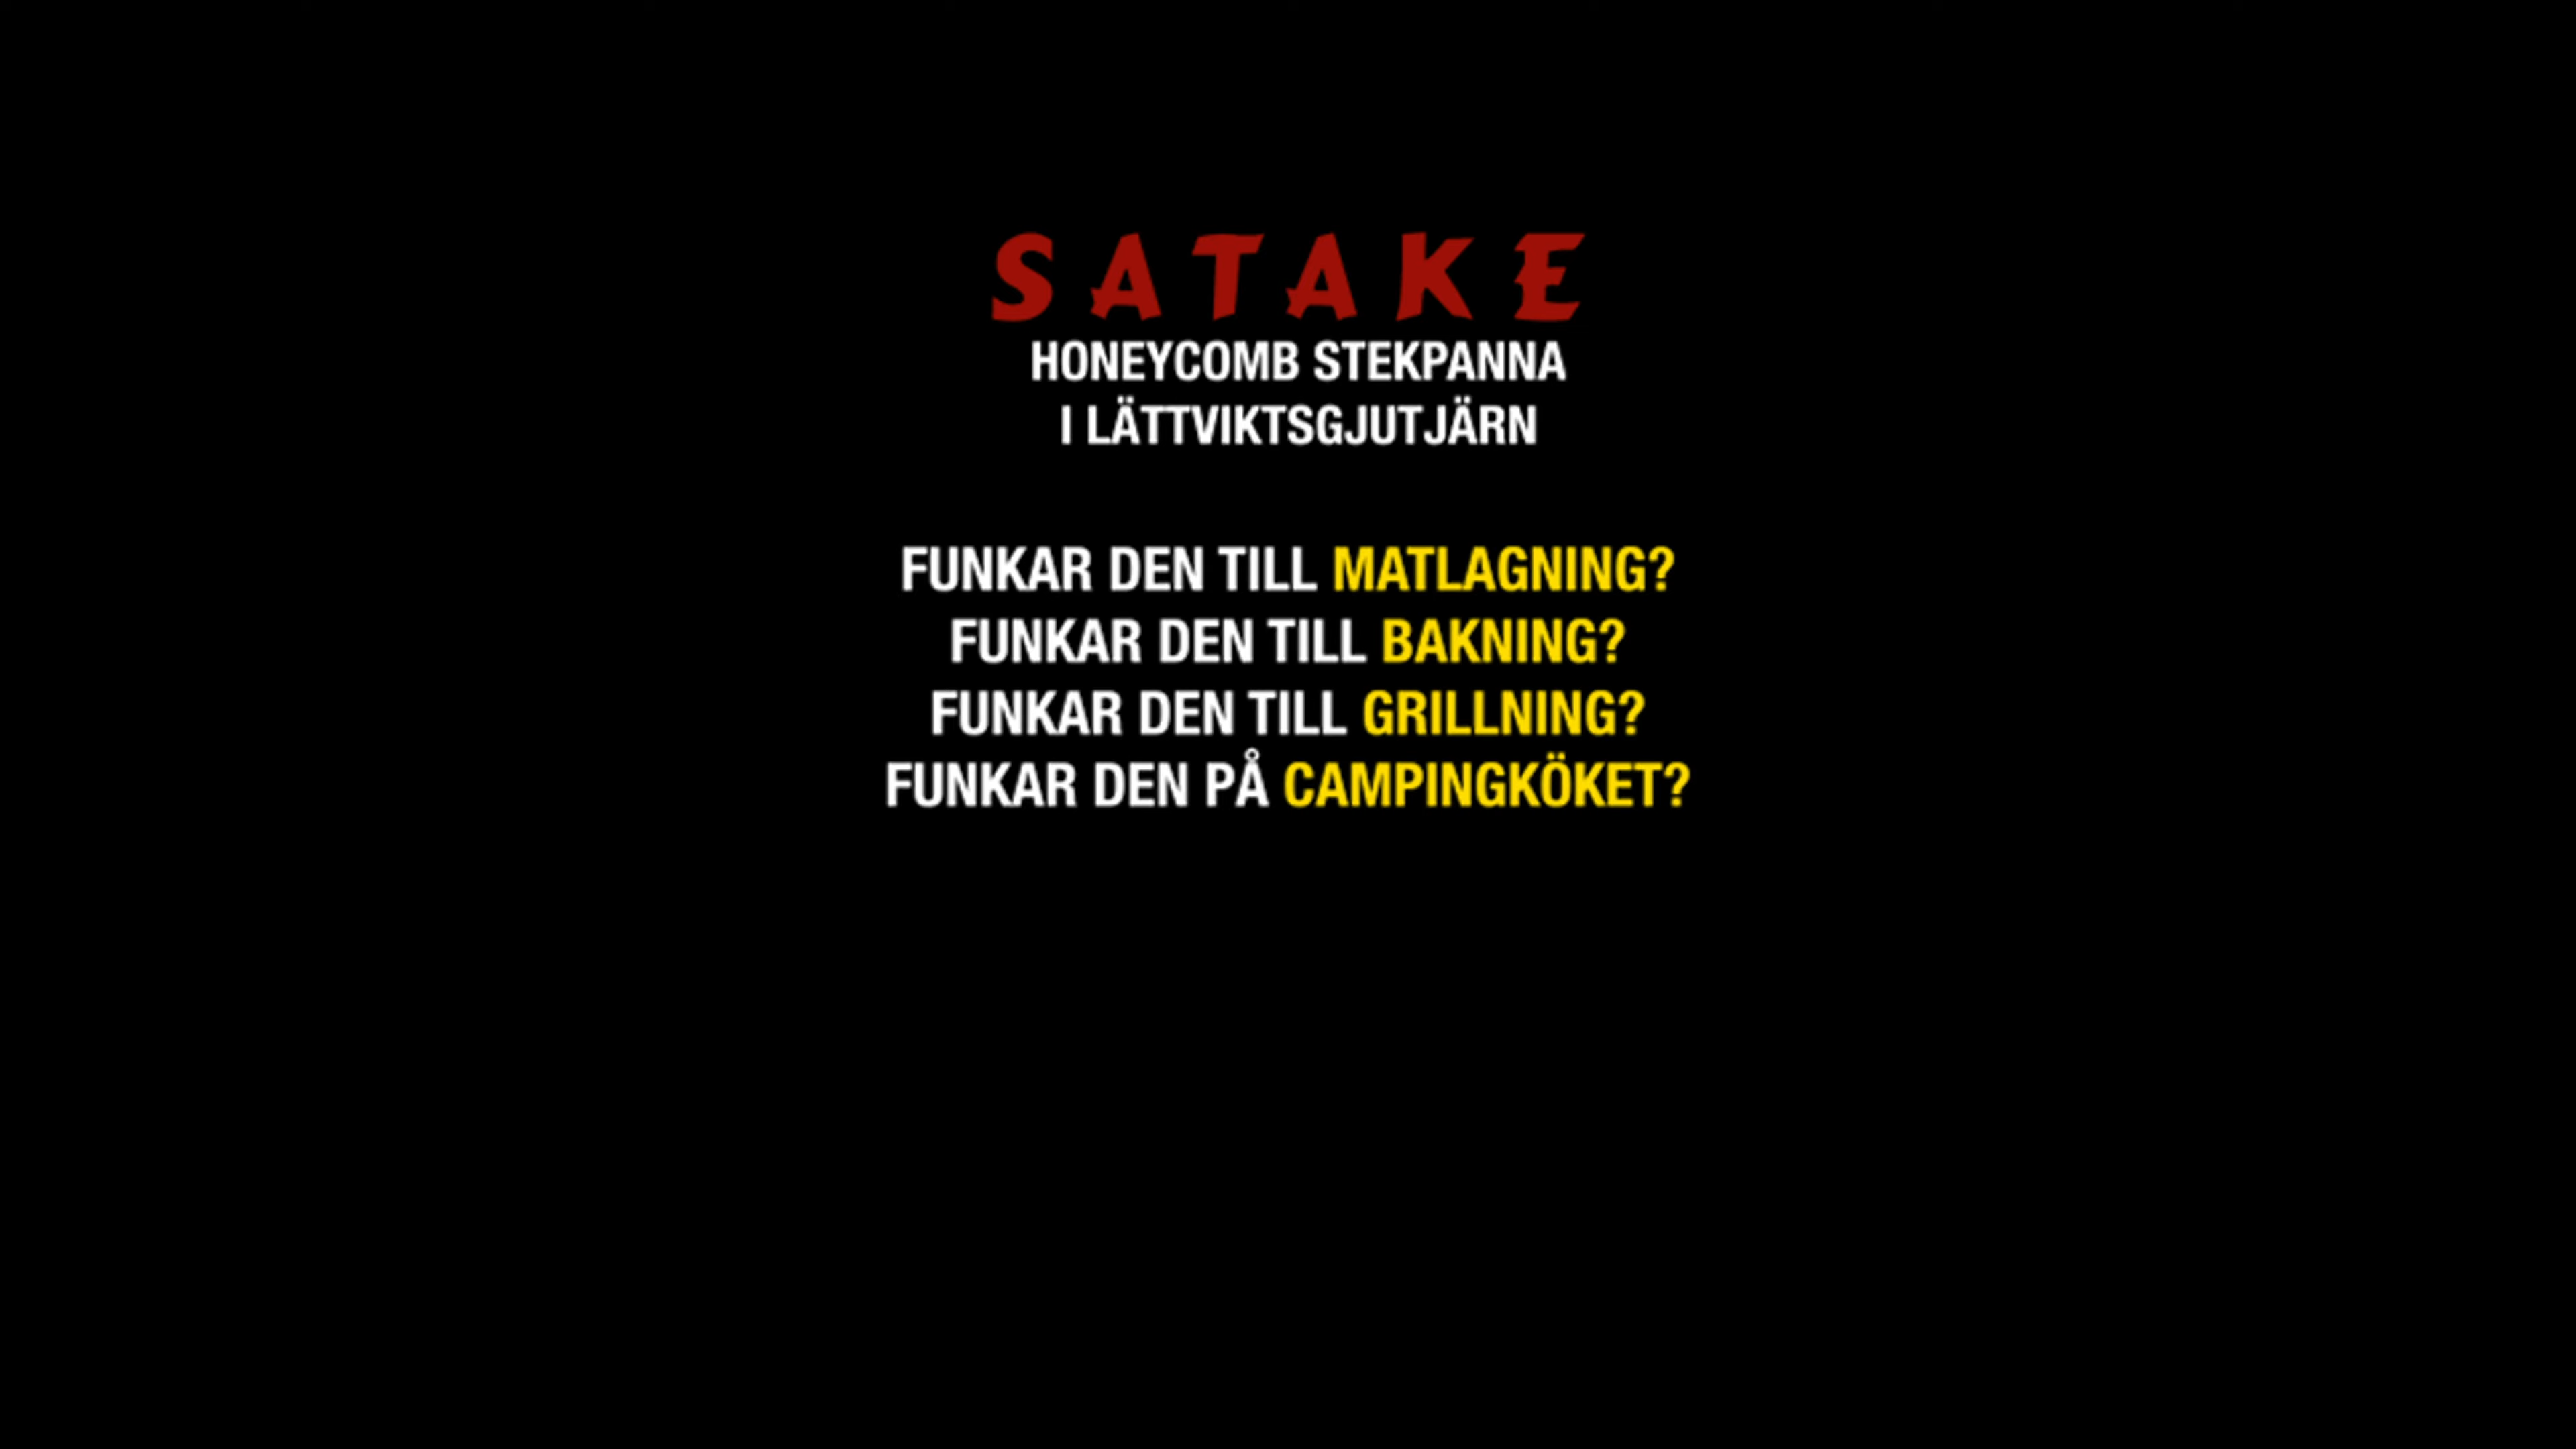 SATAKE
HONEYCOMB STEKPANNA
I LÄTTVIKTSGJUTJÄRN
FUNKAR DEN TILL MATLAGNING?
FUNKAR DEN TILL BAKNING?
FUNKAR DEN TILL GRILLNING?
FUNKAR DEN PÅ CAMPINGKÖKET?